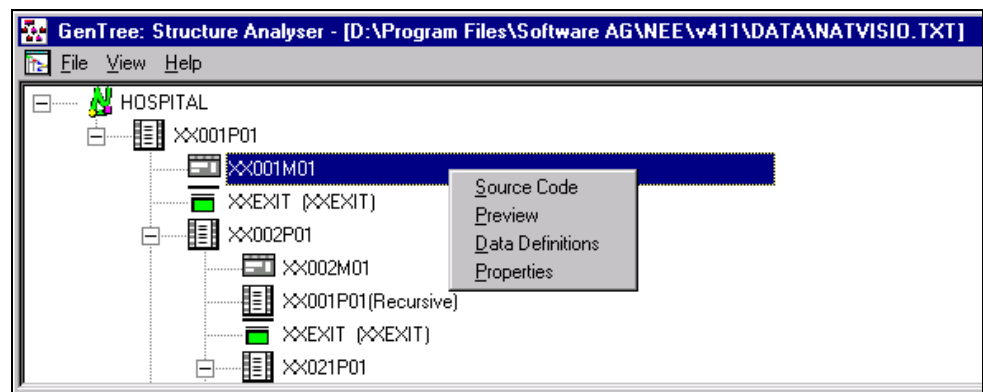 GenTree: Structure Analyser - [D:\Program Files\Software AG\NEE\v411\DATA\NATVISIO.TXT]
File View Help
HOSPITAL
XX001P01
XX001M01
XXEXIT (XXEXIT)
XX002P01
XX002M01
XX001P01(Recursive)
XXEXIT (XXEXIT)
XX021P01
Source Code
Preview
Data Definitions
Properties